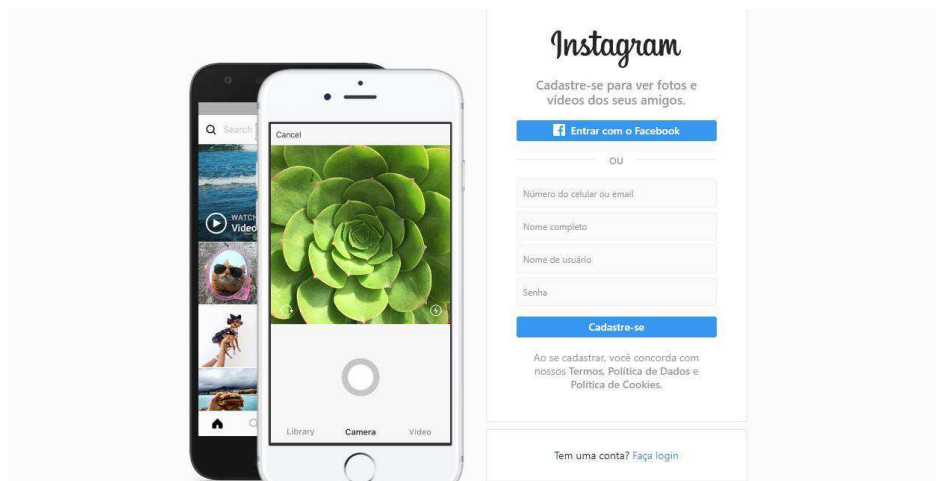 Search
WATCH
Video
Cancel
Library Camera Video
Instagram
Cadastre-se para ver fotos e
vídeos dos seus amigos.
Entrar com o Facebook
OU
Número do celular ou email
Nome completo
Nome de usuário
Senha
Cadastre-se
Ao se cadastrar, você concorda com
nossos Termos, Política de Dados e
Política de Cookies.
Tem uma conta? Faça login